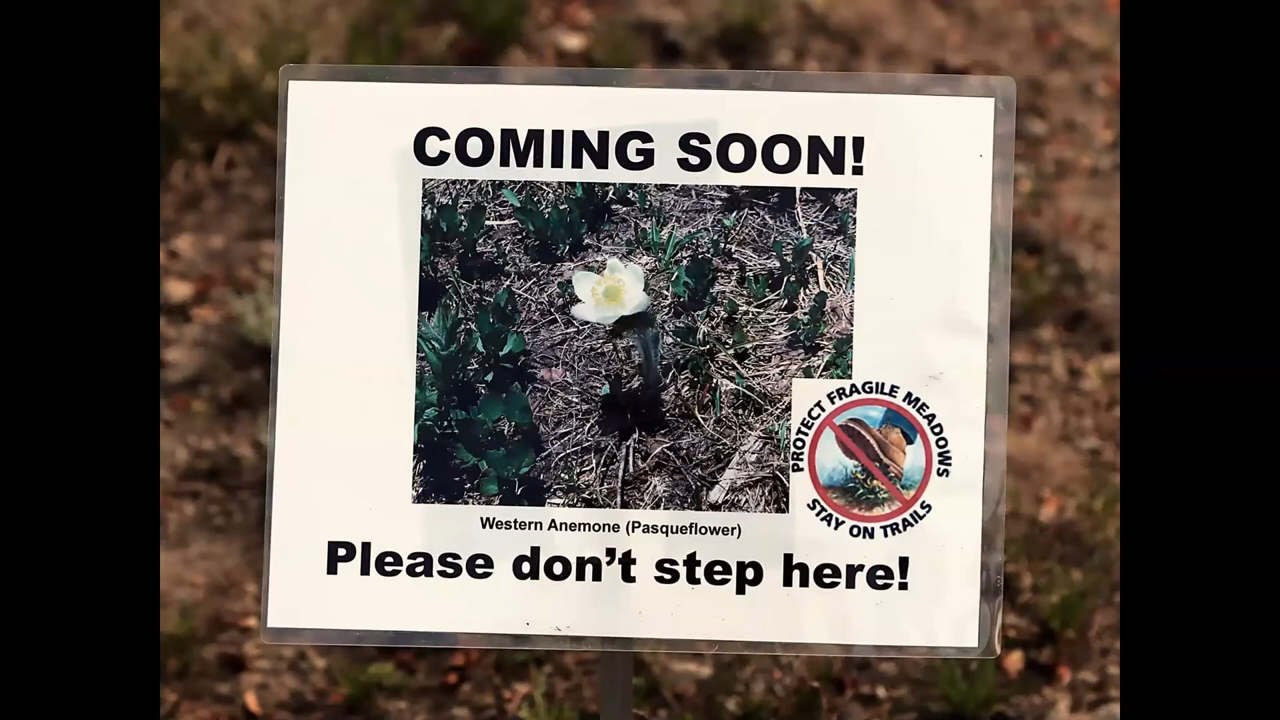 COMING SOON!
PROTECT FRAGILE MEADOWS
STAY ON TRAILS
Western Anemone (Pasqueflower)
Please don’t step here!